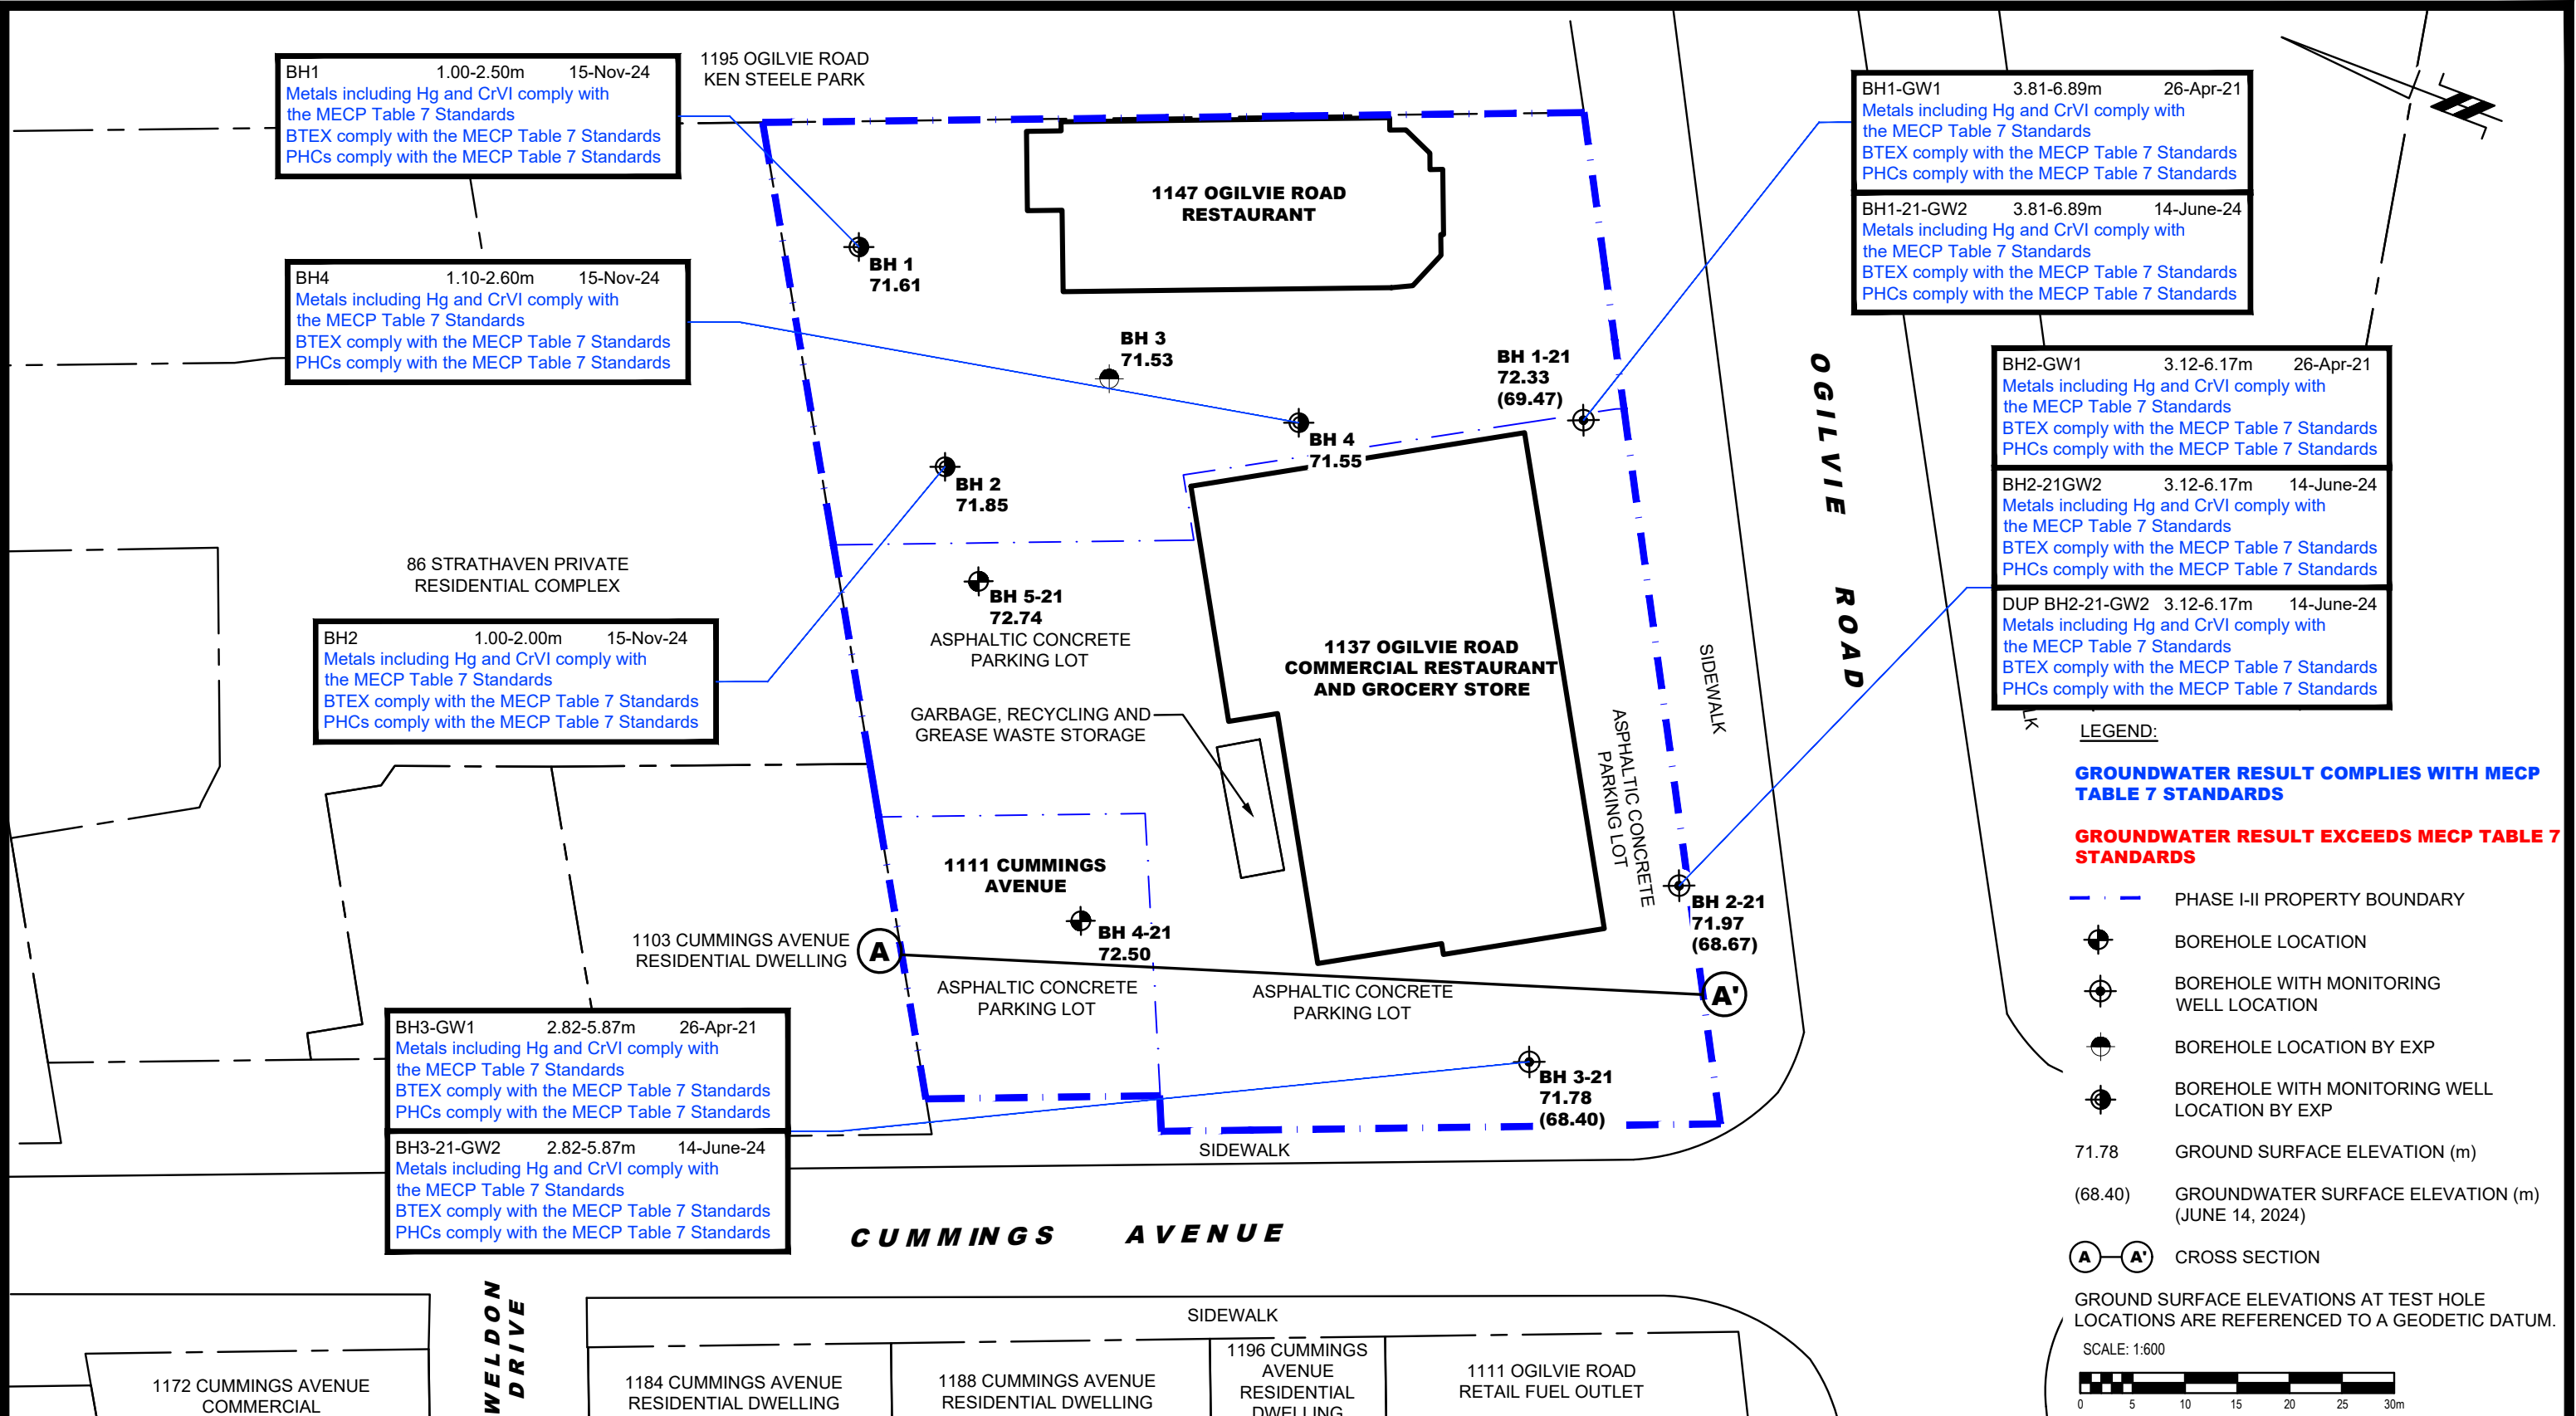 1195 OGILVIE ROAD
KEN STEELE PARK
BH1 1.00-2.50m 15-Nov-24
Metals including Hg and CrVI comply with
the MECP Table 7 Standards
BTEX comply with the MECP Table 7 Standards
PHCs comply with the MECP Table 7 Standards
BH4 1.10-2.60m 15-Nov-24
Metals including Hg and CrVI comply with
the MECP Table 7 Standards
BTEX comply with the MECP Table 7 Standards
PHCs comply with the MECP Table 7 Standards
86 STRATHAVEN PRIVATE
RESIDENTIAL COMPLEX
BH2 1.00-2.00m 15-Nov-24
Metals including Hg and CrVI comply with
the MECP Table 7 Standards
BTEX comply with the MECP Table 7 Standards
PHCs comply with the MECP Table 7 Standards
1147 OGILVIE ROAD
RESTAURANT
BH 1
71.61
BH 3
71.53
BH 1-21
72.33
(69.47)
BH 4
71.55
BH 2
71.85
BH 5-21
72.74
ASPHALTIC CONCRETE
PARKING LOT
1137 OGILVIE ROAD
COMMERCIAL RESTAURANT
AND GROCERY STORE
GARBAGE, RECYCLING AND
GREASE WASTE STORAGE
ASPHALTIC CONCRETE
PARKING LOT
SIDEWALK
OGILVIE ROAD
1111 CUMMINGS
AVENUE
BH 4-21
72.50
BH 2-21
71.97
(68.67)
1103 CUMMINGS AVENUE
RESIDENTIAL DWELLING
A
A'
ASPHALTIC CONCRETE
PARKING LOT
ASPHALTIC CONCRETE
PARKING LOT
BH 3-21
71.78
(68.40)
SIDEWALK
BH3-GW1 2.82-5.87m 26-Apr-21
Metals including Hg and CrVI comply with
the MECP Table 7 Standards
BTEX comply with the MECP Table 7 Standards
PHCs comply with the MECP Table 7 Standards
BH3-21-GW2 2.82-5.87m 14-June-24
Metals including Hg and CrVI comply with
the MECP Table 7 Standards
BTEX comply with the MECP Table 7 Standards
PHCs comply with the MECP Table 7 Standards
CUMMINGS AVENUE
WELDON
DRIVE
SIDEWALK
1172 CUMMINGS AVENUE
COMMERCIAL
1184 CUMMINGS AVENUE
RESIDENTIAL DWELLING
1188 CUMMINGS AVENUE
RESIDENTIAL DWELLING
1196 CUMMINGS
AVENUE
RESIDENTIAL
DWELLING
1111 OGILVIE ROAD
RETAIL FUEL OUTLET
BH1-GW1 3.81-6.89m 26-Apr-21
Metals including Hg and CrVI comply with
the MECP Table 7 Standards
BTEX comply with the MECP Table 7 Standards
PHCs comply with the MECP Table 7 Standards
BH1-21-GW2 3.81-6.89m 14-June-24
Metals including Hg and CrVI comply with
the MECP Table 7 Standards
BTEX comply with the MECP Table 7 Standards
PHCs comply with the MECP Table 7 Standards
BH2-GW1 3.12-6.17m 26-Apr-21
Metals including Hg and CrVI comply with
the MECP Table 7 Standards
BTEX comply with the MECP Table 7 Standards
PHCs comply with the MECP Table 7 Standards
BH2-21GW2 3.12-6.17m 14-June-24
Metals including Hg and CrVI comply with
the MECP Table 7 Standards
BTEX comply with the MECP Table 7 Standards
PHCs comply with the MECP Table 7 Standards
DUP BH2-21-GW2 3.12-6.17m 14-June-24
Metals including Hg and CrVI comply with
the MECP Table 7 Standards
BTEX comply with the MECP Table 7 Standards
PHCs comply with the MECP Table 7 Standards
LEGEND:
GROUNDWATER RESULT COMPLIES WITH MECP
TABLE 7 STANDARDS
GROUNDWATER RESULT EXCEEDS MECP TABLE 7
STANDARDS
PHASE I-II PROPERTY BOUNDARY
BOREHOLE LOCATION
BOREHOLE WITH MONITORING
WELL LOCATION
BOREHOLE LOCATION BY EXP
BOREHOLE WITH MONITORING WELL
LOCATION BY EXP
71.78 GROUND SURFACE ELEVATION (m)
(68.40) GROUNDWATER SURFACE ELEVATION (m)
(JUNE 14, 2024)
A A' CROSS SECTION
GROUND SURFACE ELEVATIONS AT TEST HOLE
LOCATIONS ARE REFERENCED TO A GEODETIC DATUM.
SCALE: 1:600
0 5 10 15 20 25 30m